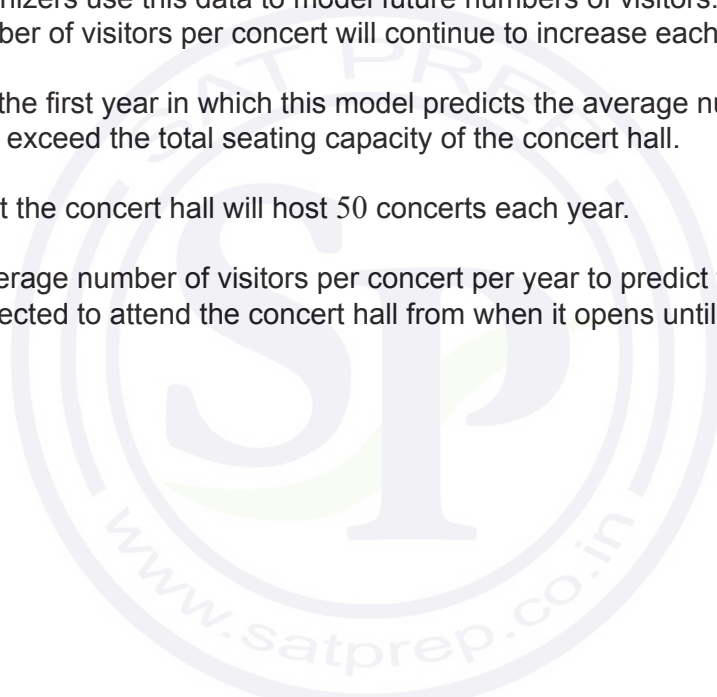 nizers use this data to model future numbers of visitors.
ber of visitors per concert will continue to increase each
the first year in which this model predicts the average nu
exceed the total seating capacity of the concert hall.
t the concert hall will host 50 concerts each year.
erage number of visitors per concert per year to predict
ected to attend the concert hall from when it opens until
SAT PREP
SP
www.satprep.co.in